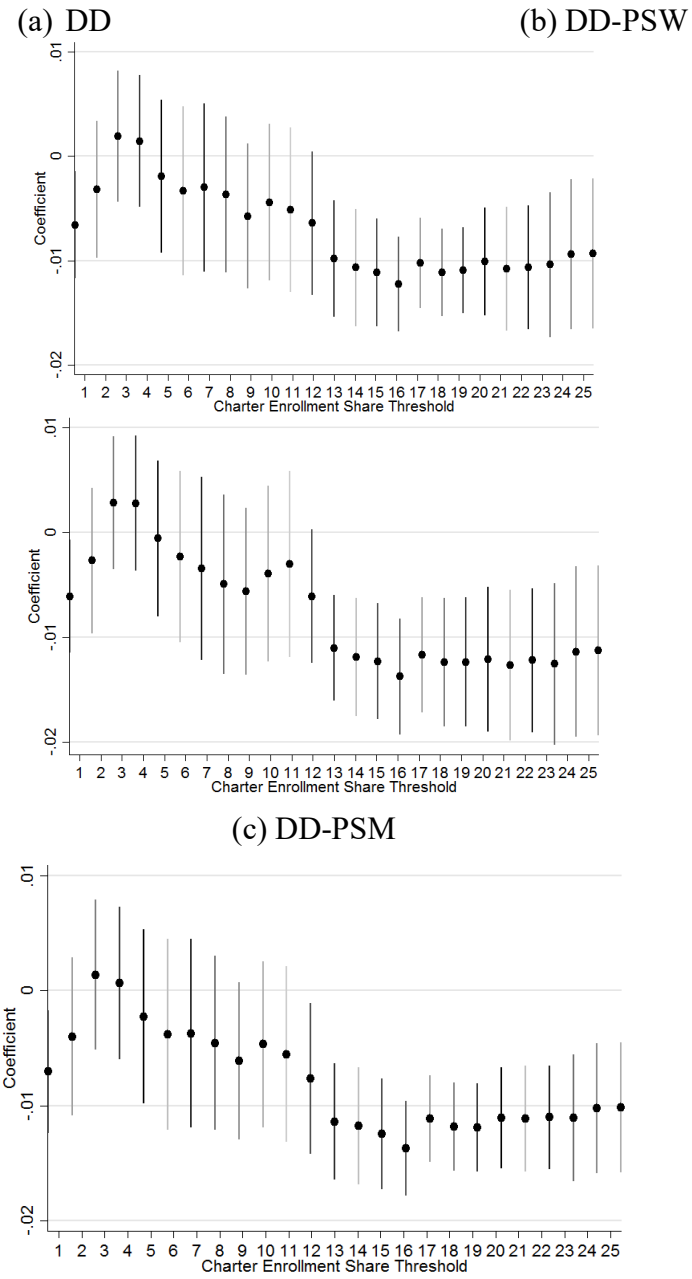 (a) DD
(b) DD-PSW
.01
0
-.01
-.02
Coefficient
1 2 3 4 5 6 7 8 9 10 11 12 13 14 15 16 17 18 19 20 21 22 23 24 25
Charter Enrollment Share Threshold
.01
0
-.01
-.02
Coefficient
1 2 3 4 5 6 7 8 9 10 11 12 13 14 15 16 17 18 19 20 21 22 23 24 25
Charter Enrollment Share Threshold
(c) DD-PSM
.01
0
-.01
-.02
Coefficient
1 2 3 4 5 6 7 8 9 10 11 12 13 14 15 16 17 18 19 20 21 22 23 24 25
Charter Enrollment Share Threshold